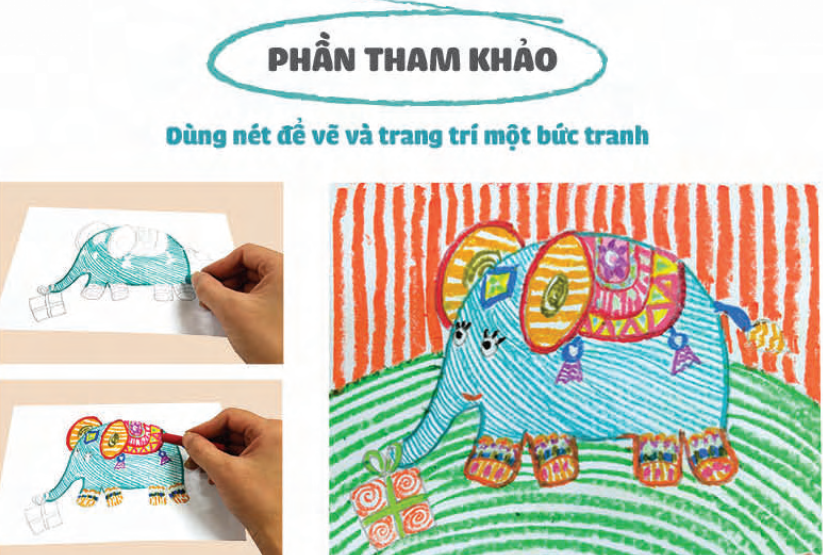 PHẦN THAM KHẢO
Dùng nét để vẽ và trang trí một bức tranh